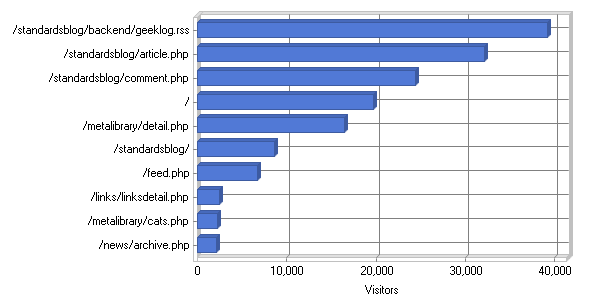 /standardsblog/backend/geeklog.rss
/standardsblog/article.php
/standardsblog/comment.php
/
/metalibrary/detail.php
/standardsblog/
/feed.php
/links/linksdetail.php
/metalibrary/cats.php
/news/archive.php
0 10,000 20,000 30,000 40,000
Visitors